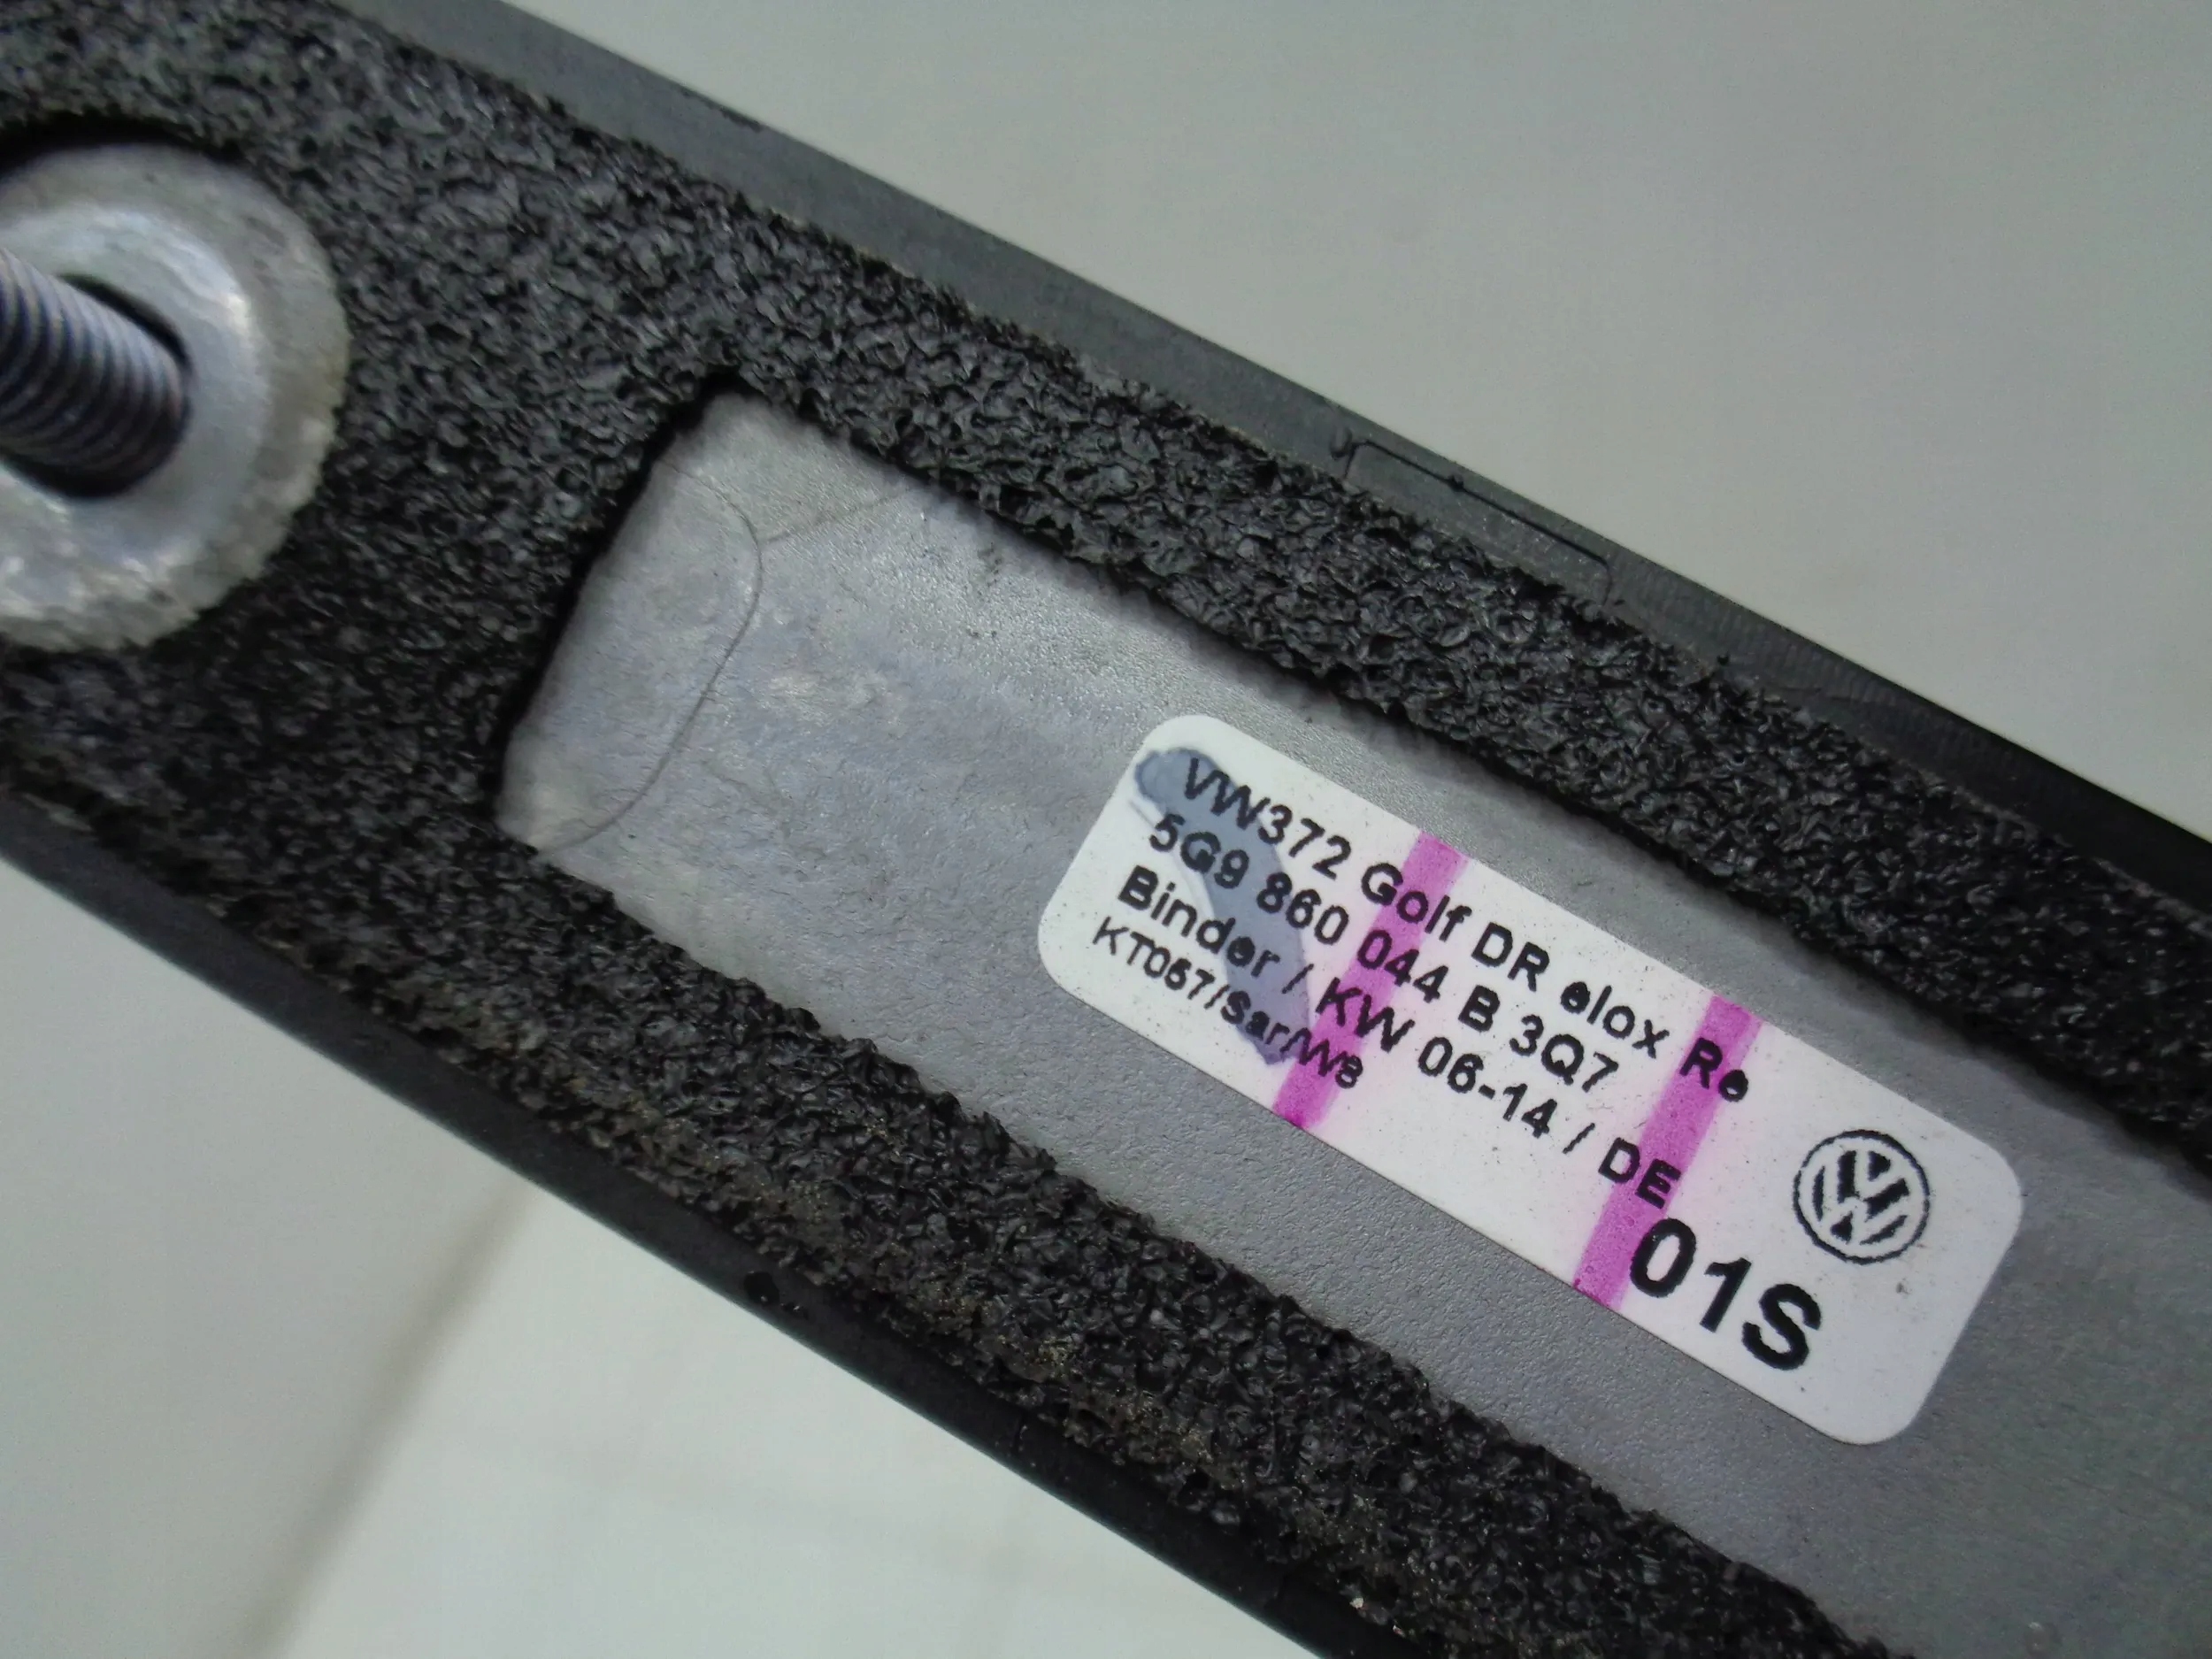 VW372 Golf DR elox Re
5G9 860 044 B 3Q7
Binder / KW 06-14 / DE
KT057/Sar/W8
01S